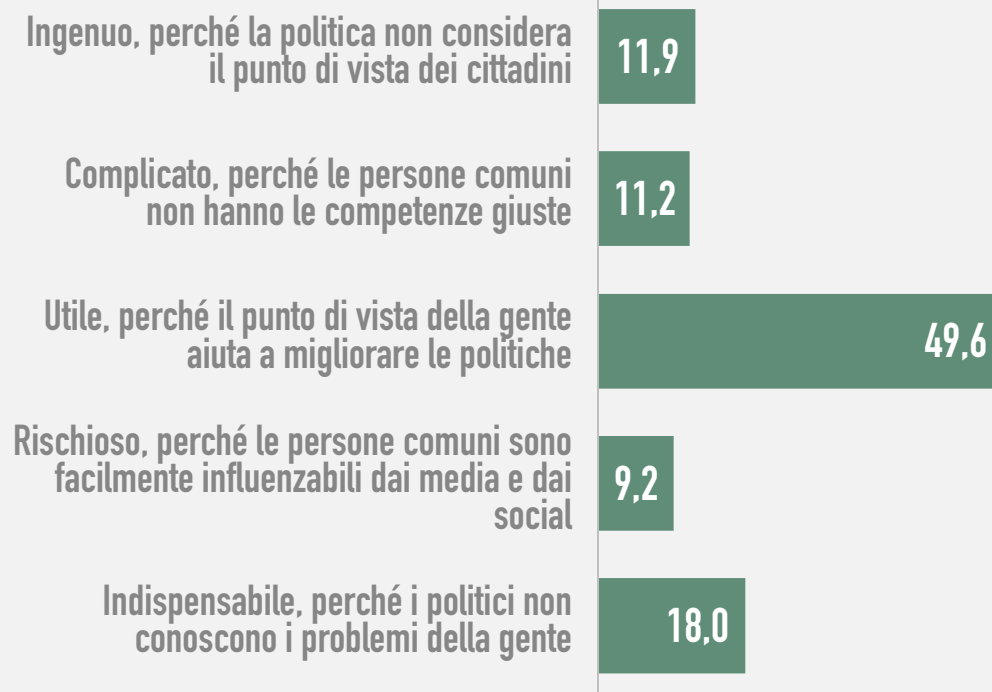 Ingenuo, perché la politica non considera
il punto di vista dei cittadini
11,9
Complicato, perché le persone comuni
non hanno le competenze giuste
11,2
Utile, perché il punto di vista della gente
aiuta a migliorare le politiche
49,6
Rischioso, perché le persone comuni sono
facilmente influenzabili dai media e dai
social
9,2
Indispensabile, perché i politici non
conoscono i problemi della gente
18,0